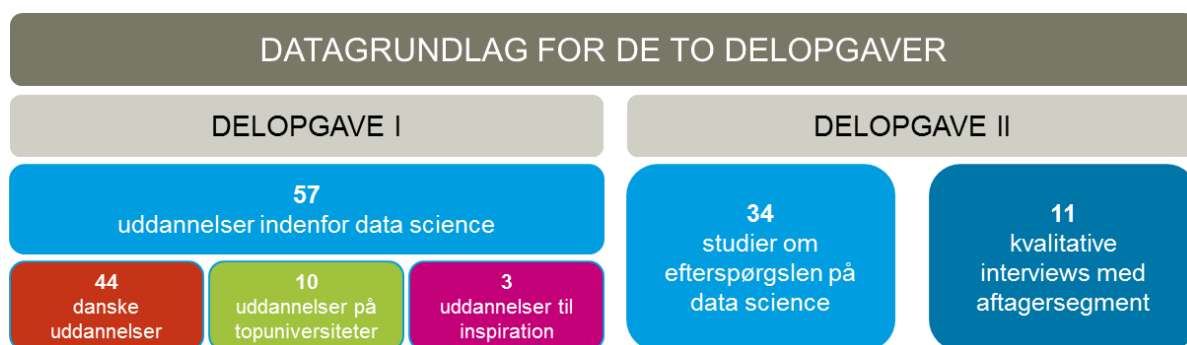 DATAGRUNDLAG FOR DE TO DELOPGAVER
DELOPGAVE I
57
uddannelser indenfor data science
44
danske
uddannelser
10
uddannelser på
topuniversiteter
3
uddannelser til
inspiration
DELOPGAVE II
34
studier om
efterspørgslen på
data science
11
kvalitative
interviews med
aftagersegment